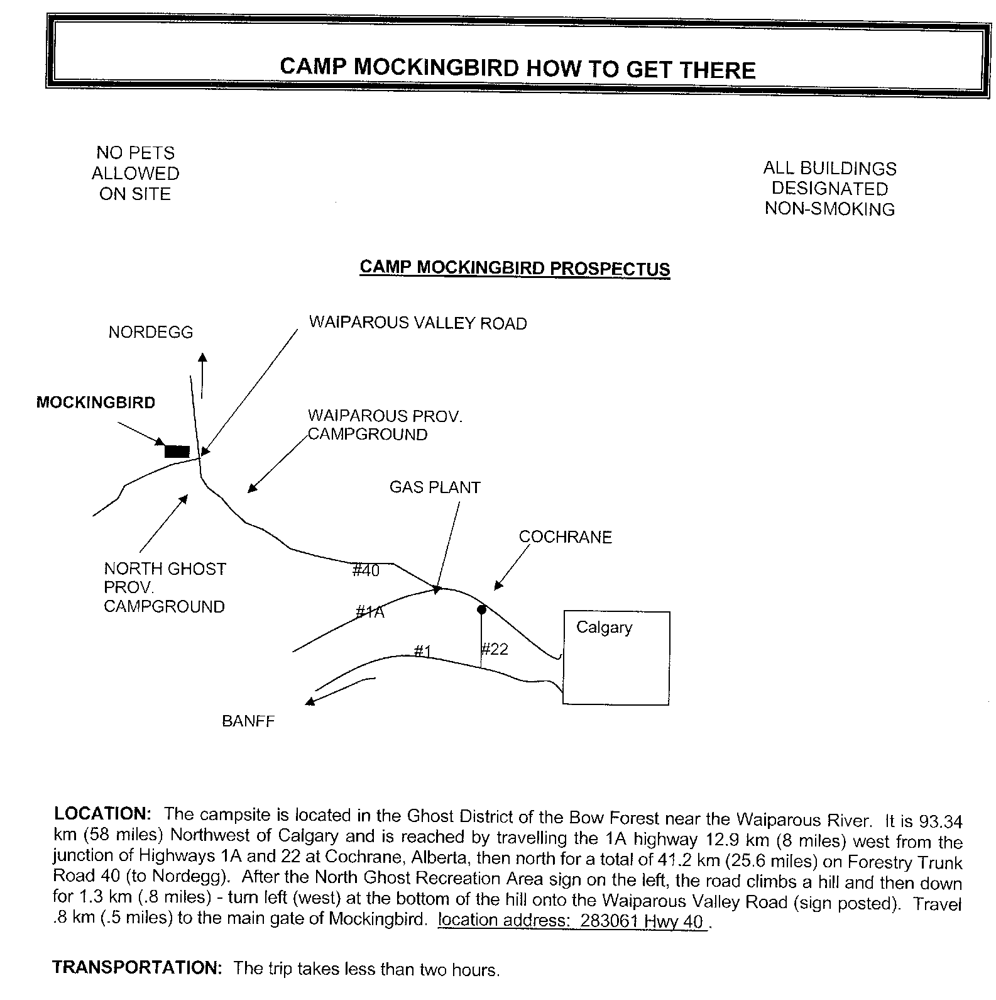 CAMP MOCKINGBIRD HOW TO GET THERE
NO PETS
ALLOWED
ON SITE
ALL BUILDINGS
DESIGNATED
NON-SMOKING
CAMP MOCKINGBIRD PROSPECTUS
WAIPAROUS VALLEY ROAD
NORDEGG
MOCKINGBIRD
WAIPAROUS PROV.
CAMPGROUND
GAS PLANT
COCHRANE
NORTH GHOST
PROV.
CAMPGROUND
#40
#1A
Calgary
#1
#22
BANFF
LOCATION: The campsite is located in the Ghost District of the Bow Forest near the Waiparous River. It is 93.34
km (58 miles) Northwest of Calgary and is reached by travelling the 1A highway 12.9 km (8 miles) west from the
junction of Highways 1A and 22 at Cochrane, Alberta, then north for a total of 41.2 km (25.6 miles) on Forestry Trunk
Road 40 (to Nordegg). After the North Ghost Recreation Area sign on the left, the road climbs a hill and then down
for 1.3 km (.8 miles) - turn left (west) at the bottom of the hill onto the Waiparous Valley Road (sign posted). Travel
.8 km (.5 miles) to the main gate of Mockingbird. location address: 283061 Hwy 40 .
TRANSPORTATION: The trip takes less than two hours.